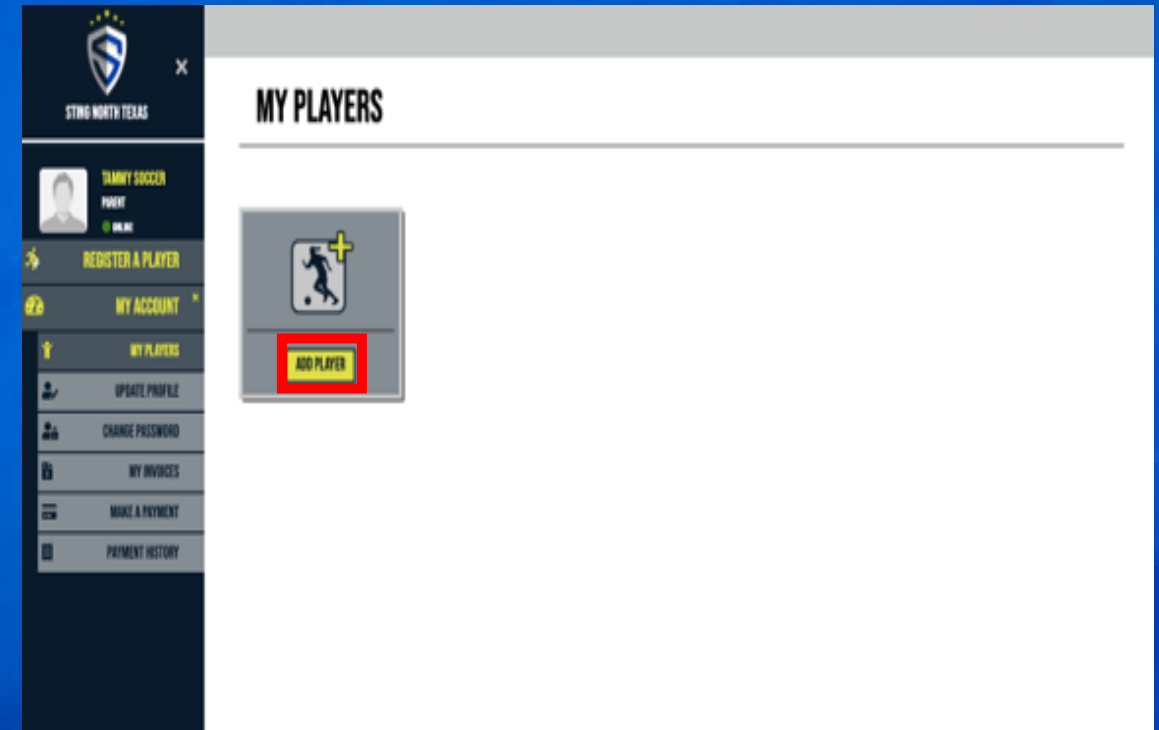 STING NORTH TEXAS
×
TAMMY SOCCER
PARENT
ONLINE
REGISTER A PLAYER
MY ACCOUNT
MY PLAYERS
UPDATE PROFILE
CHANGE PASSWORD
MY INVOICES
MAKE A PAYMENT
PAYMENT HISTORY
MY PLAYERS
ADD PLAYER